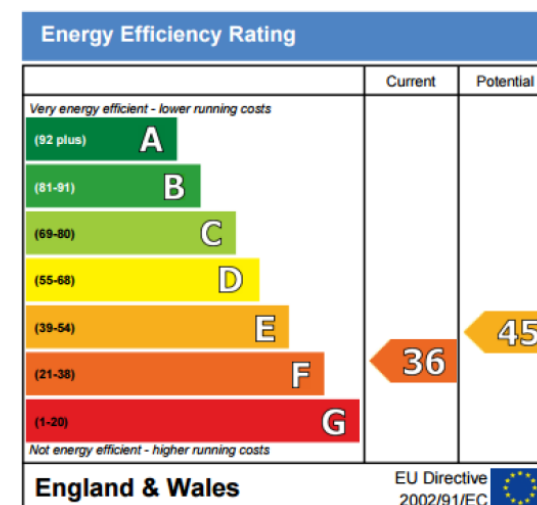 Energy Efficiency Rating
Current Potential
Very energy efficient - lower running costs
(92 plus) A
(81-91) B
(69-80) C
(55-68) D
(39-54) E
45
(21-38) F
36
(1-20) G
Not energy efficient - higher running costs
England & Wales
EU Directive
2002/91/EC